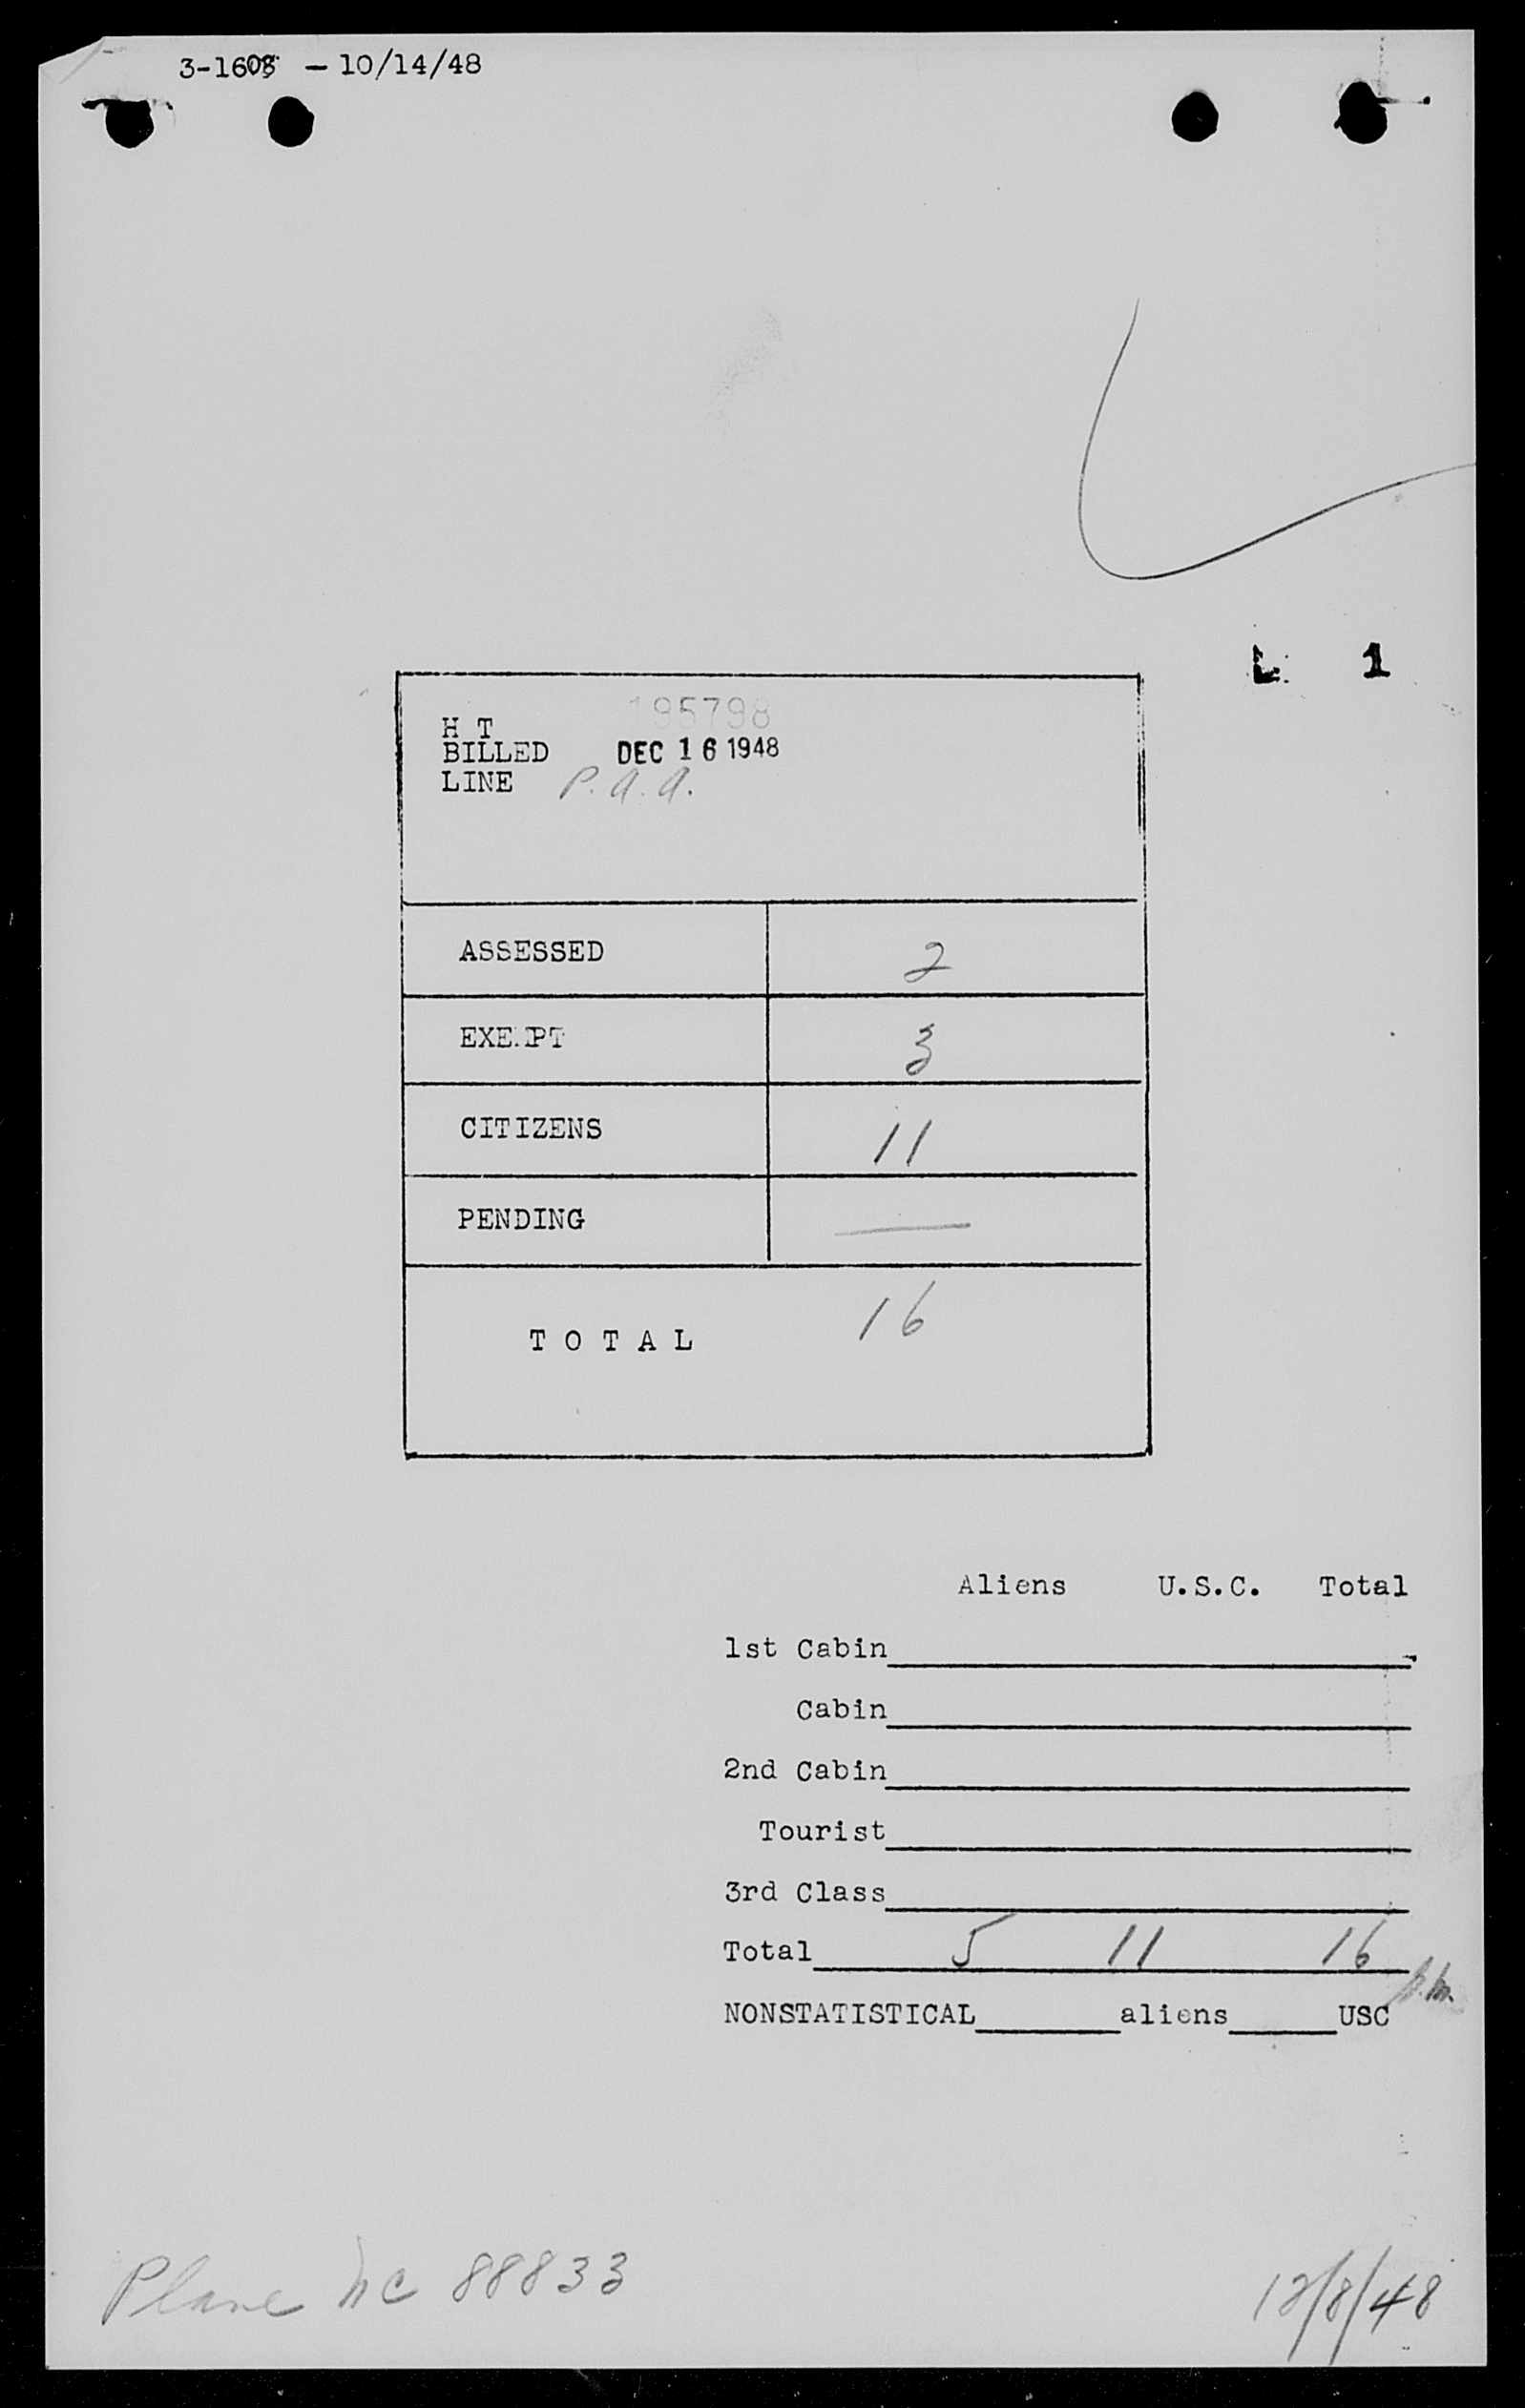 - 10/14/48
L 1
195798
H T
BILLED DEC 16 1948
LINE P.A.A.
ASSESSED 2
EXEMPT 3
CITIZENS 11
PENDING —
TOTAL 16
Aliens U.S.C. Total
1st Cabin
Cabin
2nd Cabin
Tourist
3rd Class
Total 5 11 16
NONSTATISTICAL aliens USC
Plane NC 88833
12/8/48